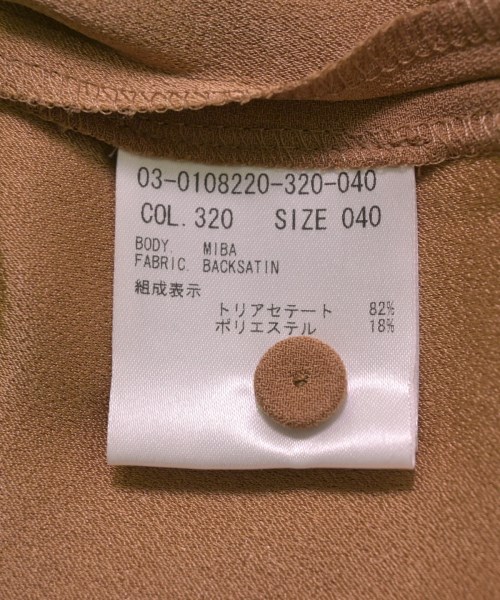 03-0108220-320-040
COL. 320 SIZE 040
BODY. MIBA
FABRIC. BACKSATIN
組成表示
トリアセテート 82%
ポリエステル 18%